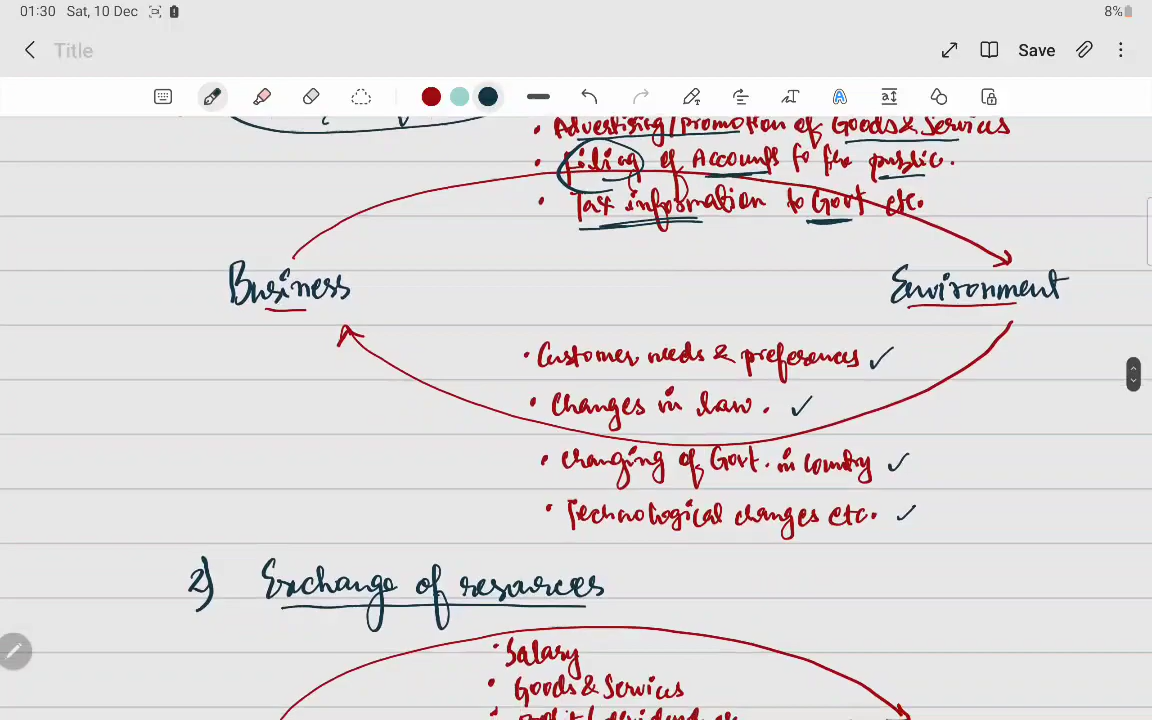 01:30 Sat, 10 Dec
8%
Title
Save
• Advertising/promotion of Goods & Services
• Filing of Accounts to the public.
• Tax information to Govt etc.
Business
Environment
• Customer needs & preferences ✓
• Changes in law. ✓
• Changing of Govt. in country ✓
• Technological changes etc. ✓
2) Exchange of resources
• Salary
• Goods & Services